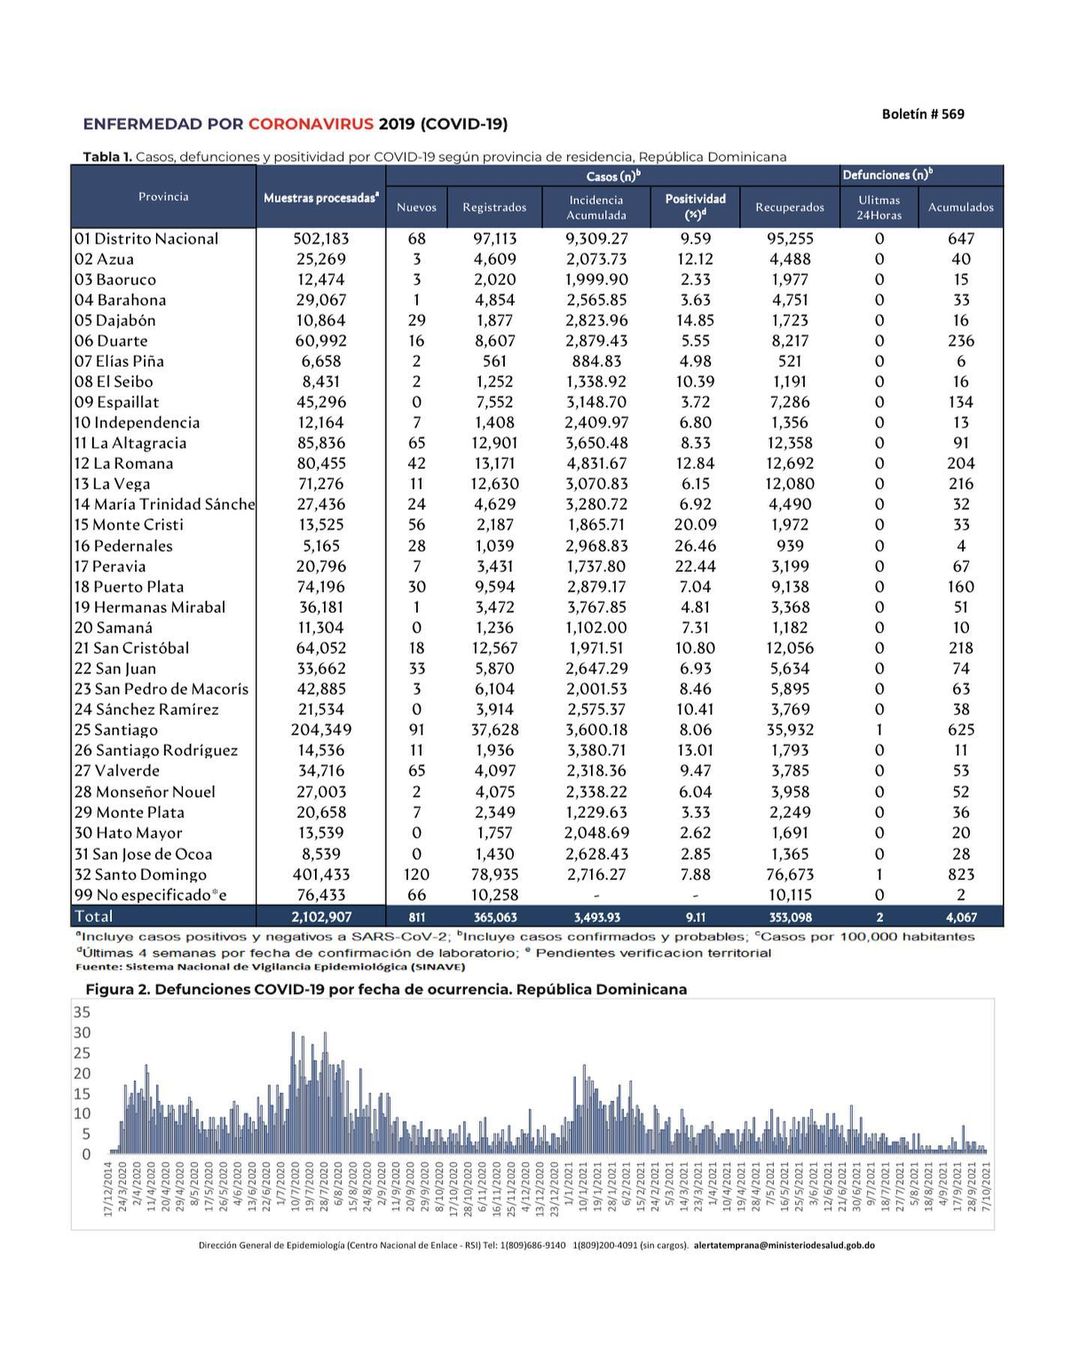 Boletín # 569
ENFERMEDAD POR CORONAVIRUS 2019 (COVID-19)
Tabla 1. Casos, defunciones y positividad por COVID-19 según provincia de residencia, República Dominicana
Provincia Muestras procesadasᵃ Casos (n)ᵇ Defunciones (n)ᵇ
Nuevos Registrados Incidencia Acumulada Positividad (%)ᵈ Recuperados Ulitmas 24Horas Acumulados
01 Distrito Nacional 502,183 68 97,113 9,309.27 9.59 95,255 0 647
02 Azua 25,269 3 4,609 2,073.73 12.12 4,488 0 40
03 Baoruco 12,474 3 2,020 1,999.90 2.33 1,977 0 15
04 Barahona 29,067 1 4,854 2,565.85 3.63 4,751 0 33
05 Dajabón 10,864 29 1,877 2,823.96 14.85 1,723 0 16
06 Duarte 60,992 16 8,607 2,879.43 5.55 8,217 0 236
07 Elías Piña 6,658 2 561 884.83 4.98 521 0 6
08 El Seibo 8,431 2 1,252 1,338.92 10.39 1,191 0 16
09 Espaillat 45,296 0 7,552 3,148.70 3.72 7,286 0 134
10 Independencia 12,164 7 1,408 2,409.97 6.80 1,356 0 13
11 La Altagracia 85,836 65 12,901 3,650.48 8.33 12,358 0 91
12 La Romana 80,455 42 13,171 4,831.67 12.84 12,692 0 204
13 La Vega 71,276 11 12,630 3,070.83 6.15 12,080 0 216
14 María Trinidad Sánche 27,436 24 4,629 3,280.72 6.92 4,490 0 32
15 Monte Cristi 13,525 56 2,187 1,865.71 20.09 1,972 0 33
16 Pedernales 5,165 28 1,039 2,968.83 26.46 939 0 4
17 Peravia 20,796 7 3,431 1,737.80 22.44 3,199 0 67
18 Puerto Plata 74,196 30 9,594 2,879.17 7.04 9,138 0 160
19 Hermanas Mirabal 36,181 1 3,472 3,767.85 4.81 3,368 0 51
20 Samaná 11,304 0 1,236 1,102.00 7.31 1,182 0 10
21 San Cristóbal 64,052 18 12,567 1,971.51 10.80 12,056 0 218
22 San Juan 33,662 33 5,870 2,647.29 6.93 5,634 0 74
23 San Pedro de Macorís 42,885 3 6,104 2,001.53 8.46 5,895 0 63
24 Sánchez Ramírez 21,534 0 3,914 2,575.37 10.41 3,769 0 38
25 Santiago 204,349 91 37,628 3,600.18 8.06 35,932 1 625
26 Santiago Rodríguez 14,536 11 1,936 3,380.71 13.01 1,793 0 11
27 Valverde 34,716 65 4,097 2,318.36 9.47 3,785 0 53
28 Monseñor Nouel 27,003 2 4,075 2,338.22 6.04 3,958 0 52
29 Monte Plata 20,658 7 2,349 1,229.63 3.33 2,249 0 36
30 Hato Mayor 13,539 0 1,757 2,048.69 2.62 1,691 0 20
31 San Jose de Ocoa 8,539 0 1,430 2,628.43 2.85 1,365 0 28
32 Santo Domingo 401,433 120 78,935 2,716.27 7.88 76,673 1 823
99 No especificado*e 76,433 66 10,258 - - 10,115 0 2
Total 2,102,907 811 365,063 3,493.93 9.11 353,098 2 4,067
ᵃIncluye casos positivos y negativos a SARS-CoV-2; ᵇIncluye casos confirmados y probables; ᶜCasos por 100,000 habitantes
ᵈÚltimas 4 semanas por fecha de confirmación de laboratorio; ᵉ Pendientes verificacion territorial
Fuente: Sistema Nacional de Vigilancia Epidemiológica (SINAVE)
Figura 2. Defunciones COVID-19 por fecha de ocurrencia. República Dominicana
35
30
25
20
15
10
5
0
17/12/2014 24/3/2020 2/4/2020 11/4/2020 20/4/2020 29/4/2020 8/5/2020 17/5/2020 26/5/2020 4/6/2020 13/6/2020 22/6/2020 1/7/2020 10/7/2020 19/7/2020 28/7/2020 6/8/2020 15/8/2020 24/8/2020 2/9/2020 11/9/2020 20/9/2020 29/9/2020 8/10/2020 17/10/2020 28/10/2020 6/11/2020 16/11/2020 25/11/2020 4/12/2020 13/12/2020 23/12/2020 1/1/2021 10/1/2021 19/1/2021 28/1/2021 6/2/2021 15/2/2021 24/2/2021 5/3/2021 14/3/2021 23/3/2021 1/4/2021 10/4/2021 19/4/2021 28/4/2021 7/5/2021 16/5/2021 25/5/2021 3/6/2021 12/6/2021 21/6/2021 30/6/2021 9/7/2021 18/7/2021 27/7/2021 5/8/2021 18/8/2021 4/9/2021 17/9/2021 28/9/2021 7/10/2021
Dirección General de Epidemiología (Centro Nacional de Enlace - RSI) Tel: 1(809)686-9140 1(809)200-4091 (sin cargos). alertatemprana@ministeriodesalud.gob.do